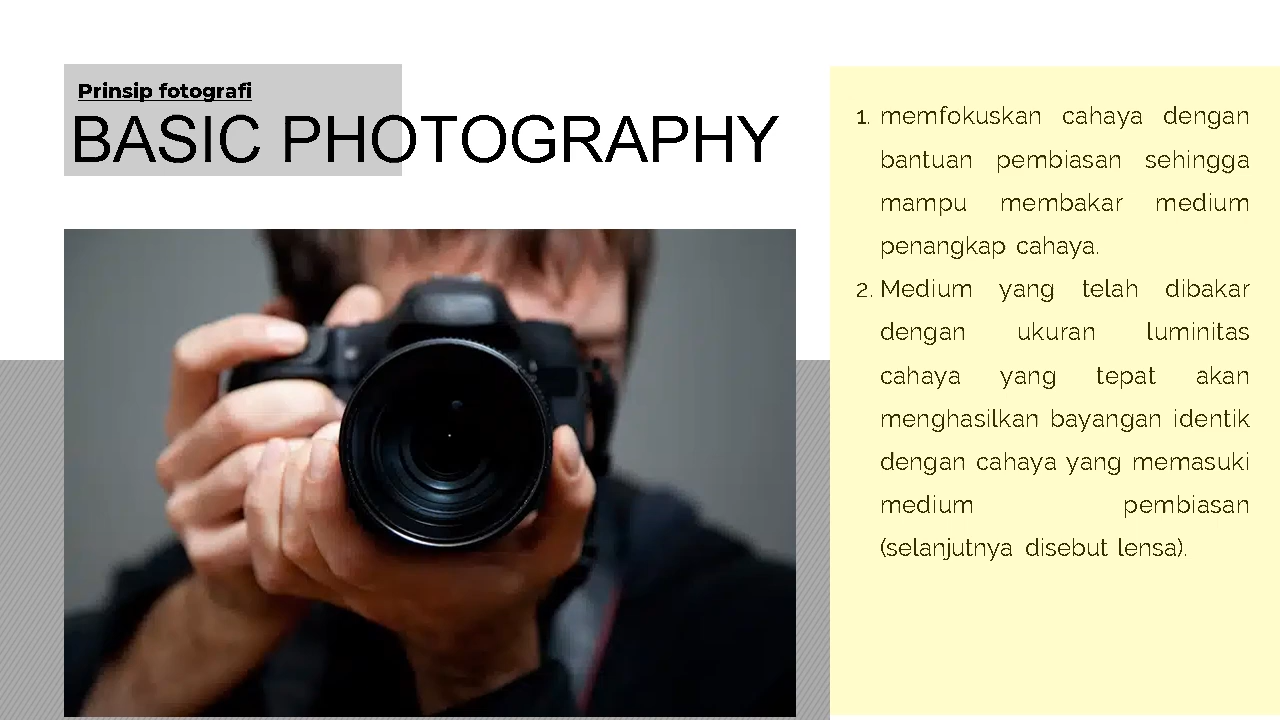 Prinsip fotografi
BASIC PHOTOGRAPHY
1. memfokuskan cahaya dengan
bantuan pembiasan sehingga
mampu membakar medium
penangkap cahaya.
2. Medium yang telah dibakar
dengan ukuran luminitas
cahaya yang tepat akan
menghasilkan bayangan identik
dengan cahaya yang memasuki
medium pembiasan
(selanjutnya disebut lensa).